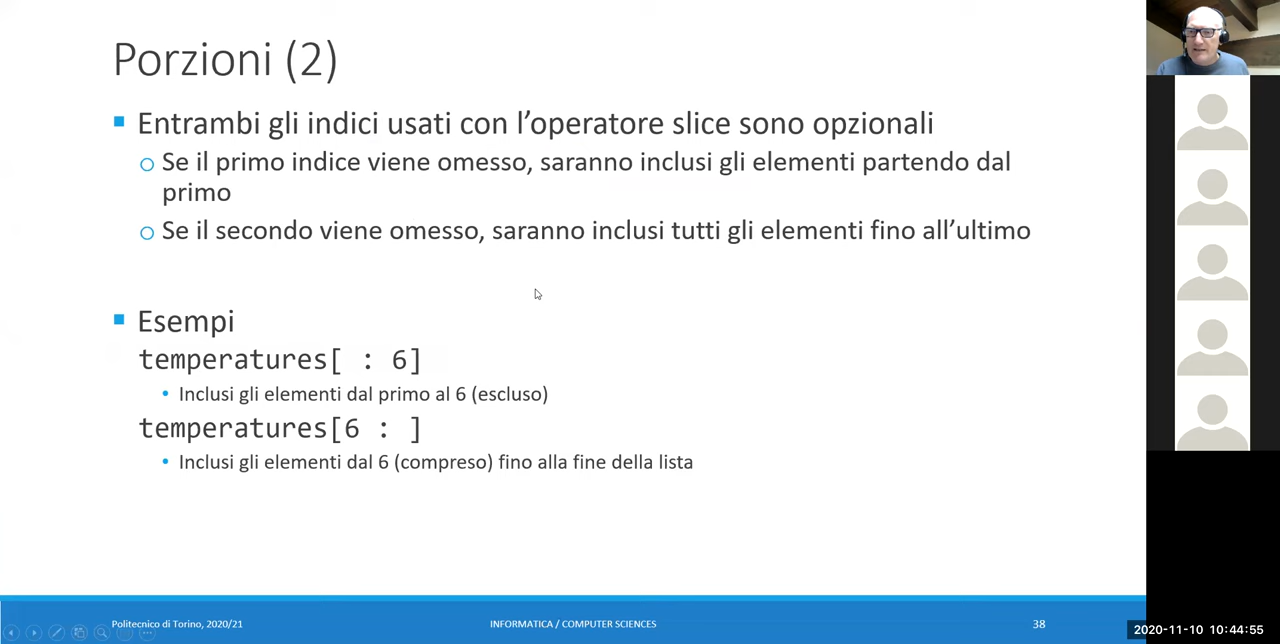 Porzioni (2)
Entrambi gli indici usati con l'operatore slice sono opzionali
Se il primo indice viene omesso, saranno inclusi gli elementi partendo dal
primo
Se il secondo viene omesso, saranno inclusi tutti gli elementi fino all'ultimo
Esempi
temperatures[ : 6]
Inclusi gli elementi dal primo al 6 (escluso)
temperatures[6 : ]
Inclusi gli elementi dal 6 (compreso) fino alla fine della lista
Politecnico di Torino, 2020/21
INFORMATICA / COMPUTER SCIENCES
38
2020-11-10 10:44:55